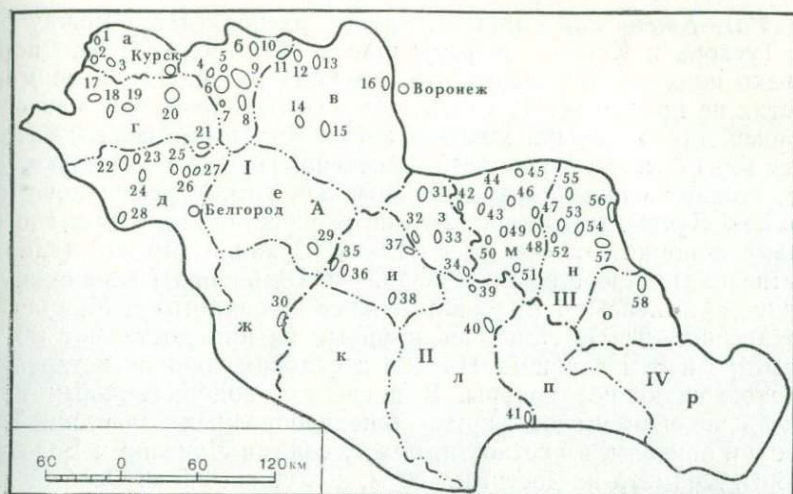 1 а
2 3 Курск
4 5 6 10
9 11 12 13
17 18 19 20
6 7 8 14 15
в
16 Воронеж
г
21
22 23 24 25 26 27
I
д е А
28 Белгород
29
30
31 32 33 34
35 36 37 38
39 40 41
42 43 44 45 46 47
48 49 50 51 52
53 54 55 56 57 58
ж з и к л м н о п р
II III IV
60 0 60 120 км